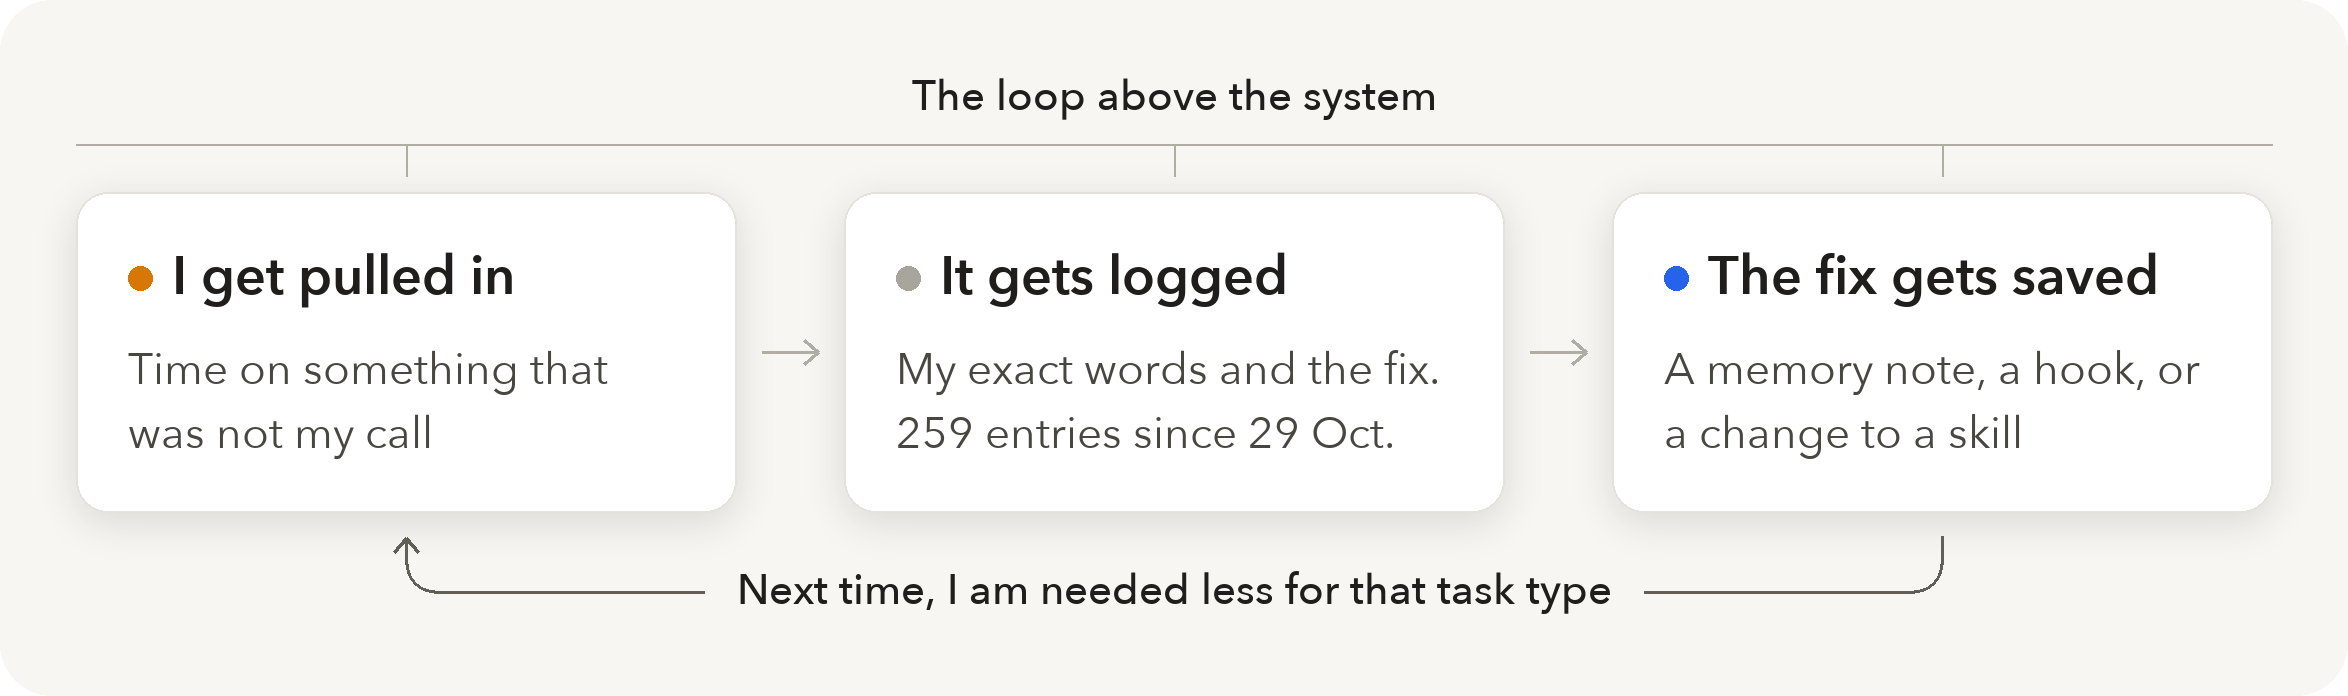 The loop above the system
I get pulled in
Time on something that
was not my call
It gets logged
My exact words and the fix.
259 entries since 29 Oct.
The fix gets saved
A memory note, a hook, or
a change to a skill
Next time, I am needed less for that task type